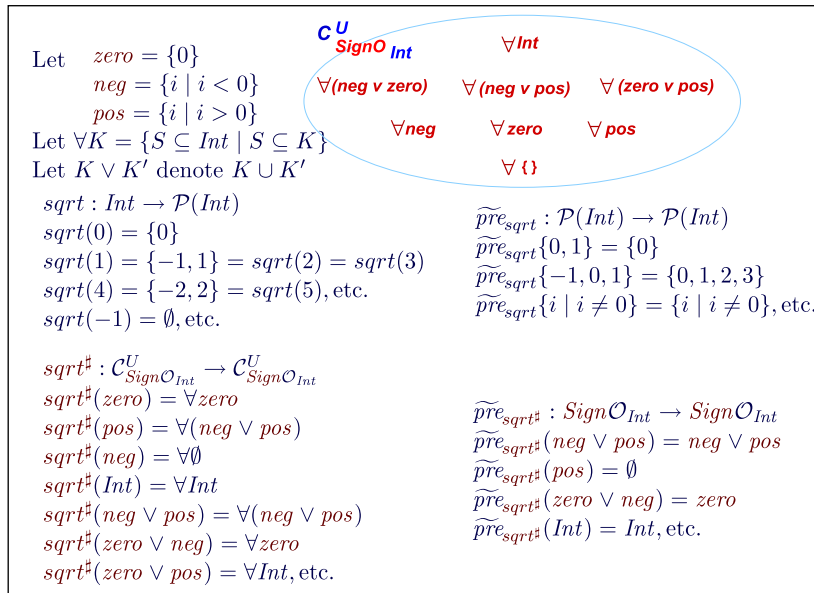 Let zero = {0}
neg = {i | i < 0}
pos = {i | i > 0}
Let ∀K = {S ⊆ Int | S ⊆ K}
Let K ∨ K′ denote K ∪ K′
C^U_SignO_Int
∀Int
∀(neg v zero) ∀(neg v pos) ∀(zero v pos)
∀neg ∀zero ∀pos
∀{}
sqrt : Int → 𝒫(Int)
sqrt(0) = {0}
sqrt(1) = {−1, 1} = sqrt(2) = sqrt(3)
sqrt(4) = {−2, 2} = sqrt(5), etc.
sqrt(−1) = ∅, etc.
p͠re_sqrt : 𝒫(Int) → 𝒫(Int)
p͠re_sqrt{0, 1} = {0}
p͠re_sqrt{−1, 0, 1} = {0, 1, 2, 3}
p͠re_sqrt{i | i ≠ 0} = {i | i ≠ 0}, etc.
sqrt♯ : 𝒞^U_Sign𝒪_Int → 𝒞^U_Sign𝒪_Int
sqrt♯(zero) = ∀zero
sqrt♯(pos) = ∀(neg ∨ pos)
sqrt♯(neg) = ∀∅
sqrt♯(Int) = ∀Int
sqrt♯(neg ∨ pos) = ∀(neg ∨ pos)
sqrt♯(zero ∨ neg) = ∀zero
sqrt♯(zero ∨ pos) = ∀Int, etc.
p͠re_sqrt♯ : Sign𝒪_Int → Sign𝒪_Int
p͠re_sqrt♯(neg ∨ pos) = neg ∨ pos
p͠re_sqrt♯(pos) = ∅
p͠re_sqrt♯(zero ∨ neg) = zero
p͠re_sqrt♯(Int) = Int, etc.